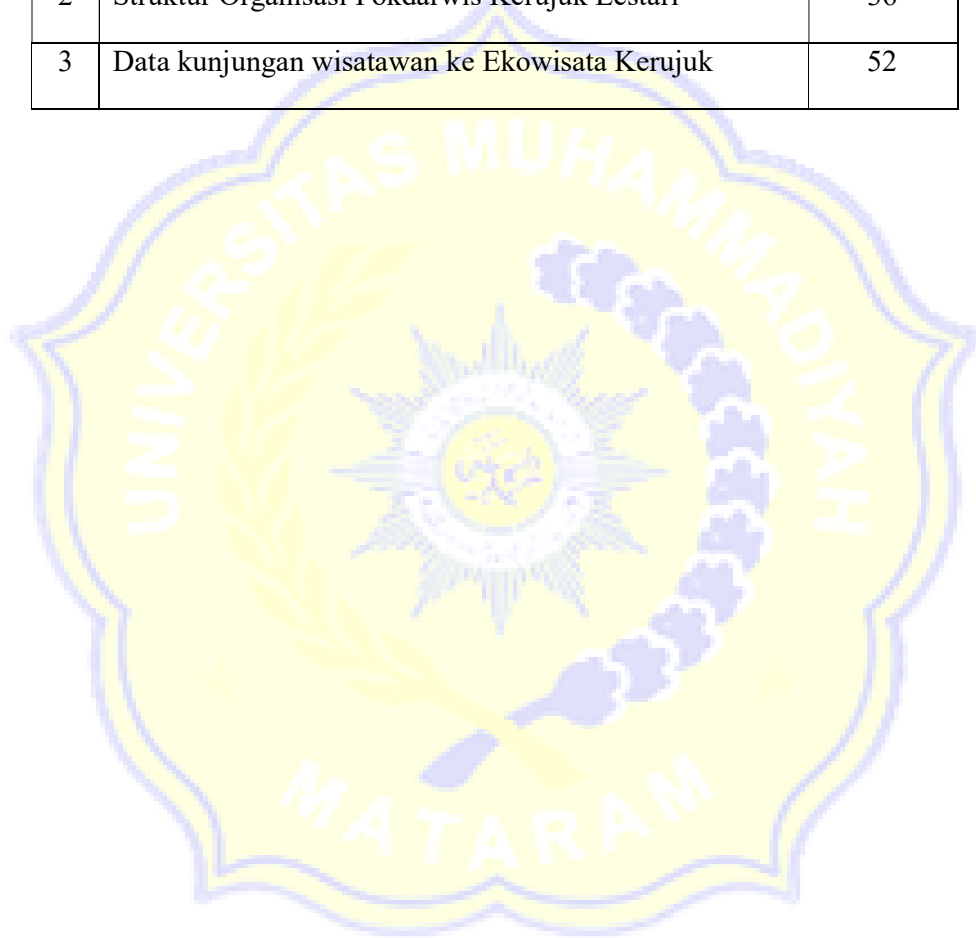 2 Struktur Organisasi Pokdarwis Kerujuk Lestari
3 Data kunjungan wisatawan ke Ekowisata Kerujuk 52
UNIVERSITAS MUHAMMADIYAH
MATARAM